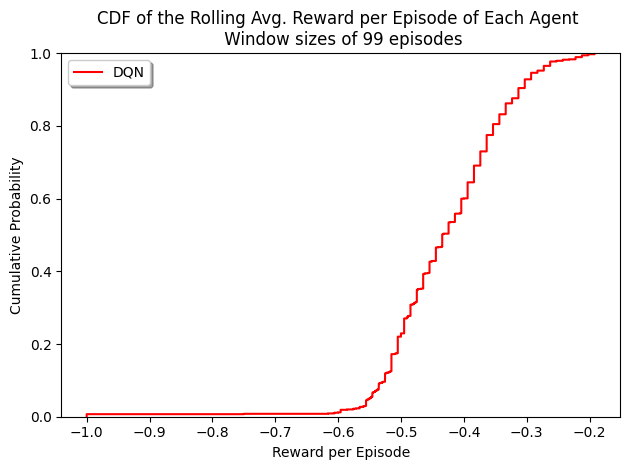 CDF of the Rolling Avg. Reward per Episode of Each Agent
Window sizes of 99 episodes
DQN
Cumulative Probability
1.0
0.8
0.6
0.4
0.2
0.0
−1.0 −0.9 −0.8 −0.7 −0.6 −0.5 −0.4 −0.3 −0.2
Reward per Episode